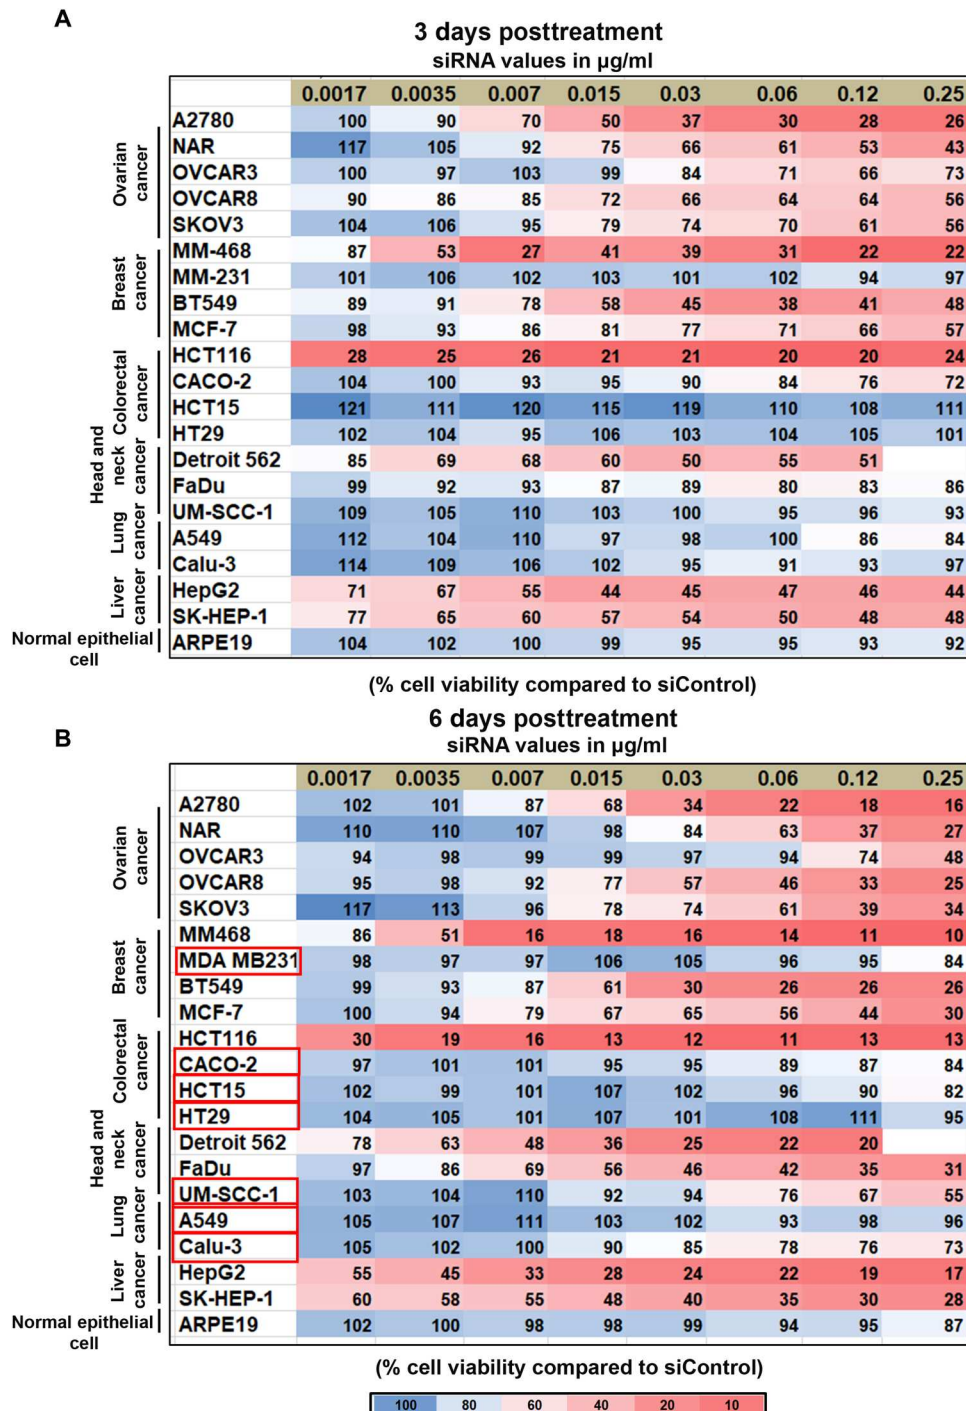 A
3 days posttreatment
siRNA values in µg/ml
0.0017 0.0035 0.007 0.015 0.03 0.06 0.12 0.25
Ovarian cancer
A2780 100 90 70 50 37 30 28 26
NAR 117 105 92 75 66 61 53 43
OVCAR3 100 97 103 99 84 71 66 73
OVCAR8 90 86 85 72 66 64 64 56
SKOV3 104 106 95 79 74 70 61 56
Breast cancer
MM-468 87 53 27 41 39 31 22 22
MM-231 101 106 102 103 101 102 94 97
BT549 89 91 78 58 45 38 41 48
MCF-7 98 93 86 81 77 71 66 57
Colorectal cancer
HCT116 28 25 26 21 21 20 20 24
CACO-2 104 100 93 95 90 84 76 72
HCT15 121 111 120 115 119 110 108 111
HT29 102 104 95 106 103 104 105 101
Head and neck cancer
Detroit 562 85 69 68 60 50 55 51
FaDu 99 92 93 87 89 80 83 86
UM-SCC-1 109 105 110 103 100 95 96 93
Lung cancer
A549 112 104 110 97 98 100 86 84
Calu-3 114 109 106 102 95 91 93 97
Liver cancer
HepG2 71 67 55 44 45 47 46 44
SK-HEP-1 77 65 60 57 54 50 48 48
Normal epithelial cell
ARPE19 104 102 100 99 95 95 93 92
(% cell viability compared to siControl)
B
6 days posttreatment
siRNA values in µg/ml
0.0017 0.0035 0.007 0.015 0.03 0.06 0.12 0.25
Ovarian cancer
A2780 102 101 87 68 34 22 18 16
NAR 110 110 107 98 84 63 37 27
OVCAR3 94 98 99 99 97 94 74 48
OVCAR8 95 98 92 77 57 46 33 25
SKOV3 117 113 96 78 74 61 39 34
Breast cancer
MM468 86 51 16 18 16 14 11 10
MDA MB231 98 97 97 106 105 96 95 84
BT549 99 93 87 61 30 26 26 26
MCF-7 100 94 79 67 65 56 44 30
Colorectal cancer
HCT116 30 19 16 13 12 11 13 13
CACO-2 97 101 101 95 95 89 87 84
HCT15 102 99 101 107 102 96 90 82
HT29 104 105 101 107 101 108 111 95
Head and neck cancer
Detroit 562 78 63 48 36 25 22 20
FaDu 97 86 69 56 46 42 35 31
UM-SCC-1 103 104 110 92 94 76 67 55
Lung cancer
A549 105 107 111 103 102 93 98 96
Calu-3 105 102 100 90 85 78 76 73
Liver cancer
HepG2 55 45 33 28 24 22 19 17
SK-HEP-1 60 58 55 48 40 35 30 28
Normal epithelial cell
ARPE19 102 100 98 98 99 94 95 87
(% cell viability compared to siControl)
100 80 60 40 20 10